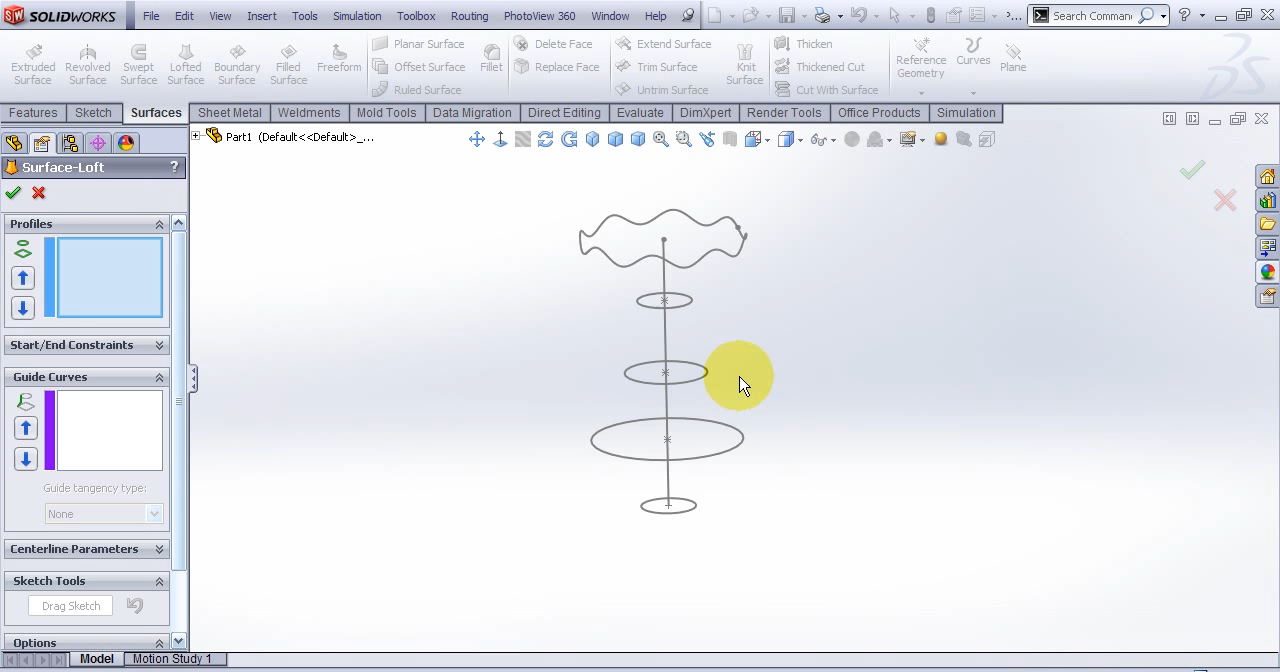 SW SOLIDWORKS File Edit View Insert Tools Simulation Toolbox Routing PhotoView 360 Window Help Search Comman ?
Extruded Surface
Revolved Surface
Swept Surface
Lofted Surface
Boundary Surface
Filled Surface
Freeform
Planar Surface
Offset Surface
Ruled Surface
Fillet
Delete Face
Replace Face
Extend Surface
Trim Surface
Untrim Surface
Knit Surface
Thicken
Thickened Cut
Cut With Surface
Reference Geometry
Curves
Plane
Features Sketch Surfaces Sheet Metal Weldments Mold Tools Data Migration Direct Editing Evaluate DimXpert Render Tools Office Products Simulation
Part1 (Default<<Default>_...
Surface-Loft ?
Profiles
Start/End Constraints
Guide Curves
Guide tangency type:
None
Centerline Parameters
Sketch Tools
Drag Sketch
Options
Model Motion Study 1